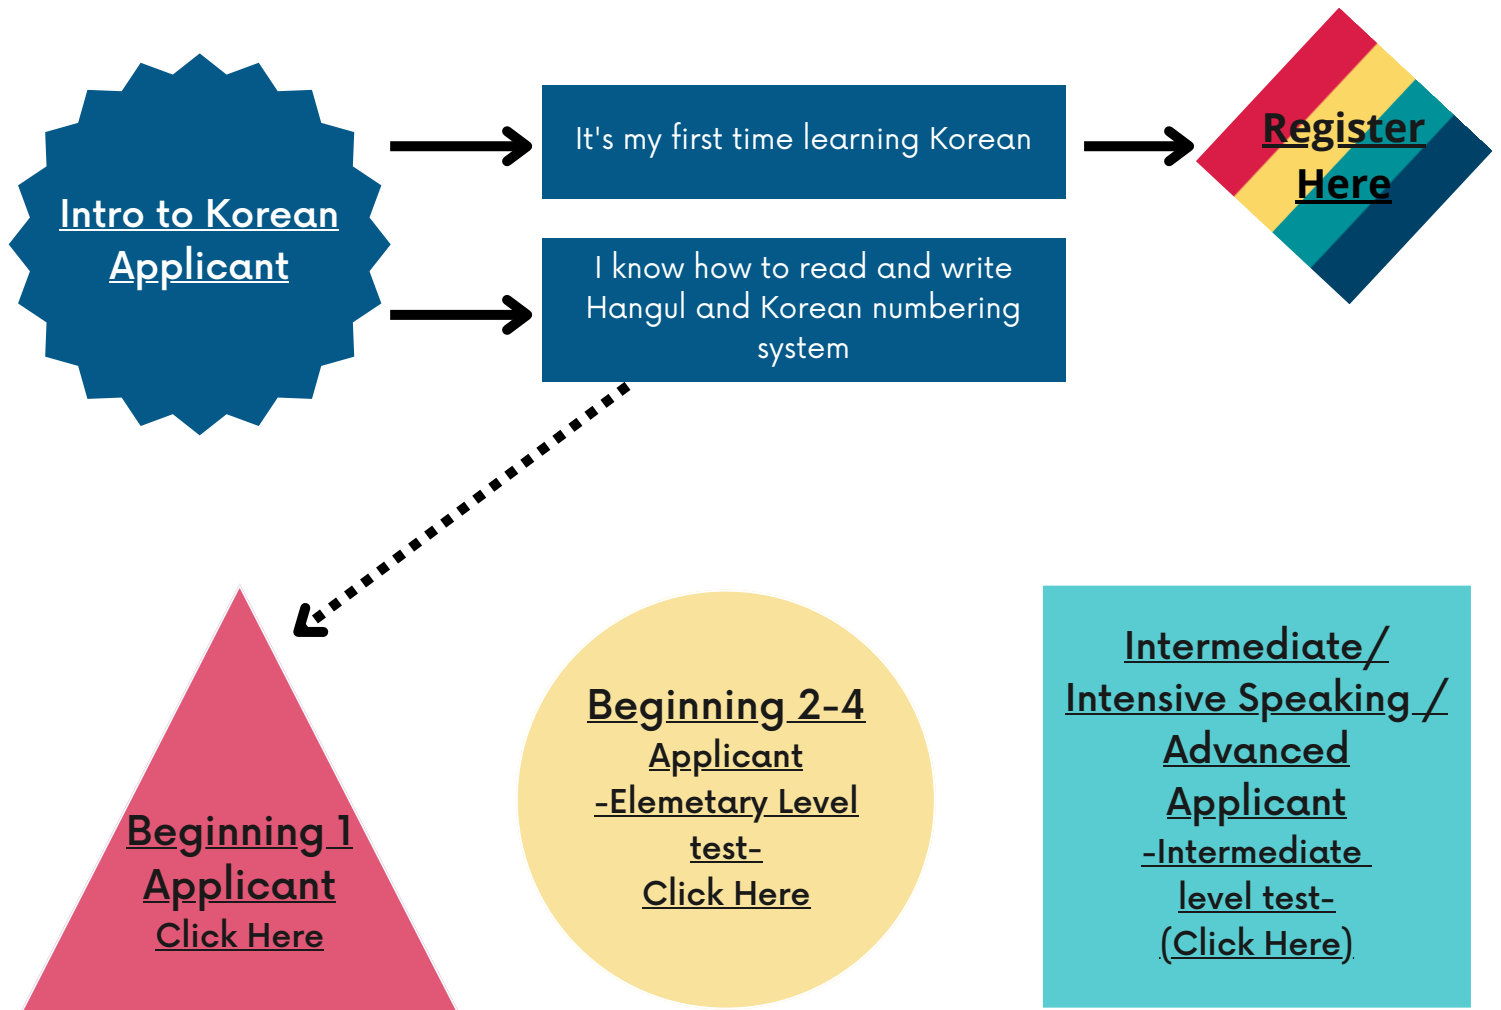 Intro to Korean
Applicant
It's my first time learning Korean
Register
Here
I know how to read and write
Hangul and Korean numbering
system
Beginning 1
Applicant
Click Here
Beginning 2-4
Applicant
-Elemetary Level
test-
Click Here
Intermediate/
Intensive Speaking /
Advanced
Applicant
-Intermediate
level test-
(Click Here)